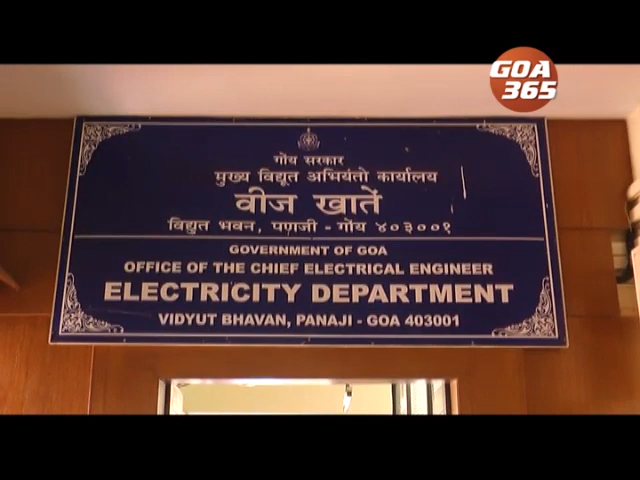 GOA
365
गोंय सरकार
मुख्य विद्यूत अभियंतो कार्यालय
वीज खातें
विद्युत भवन, पणजी - गोंय ४०३००१
GOVERNMENT OF GOA
OFFICE OF THE CHIEF ELECTRICAL ENGINEER
ELECTRICITY DEPARTMENT
VIDYUT BHAVAN, PANAJI - GOA 403001